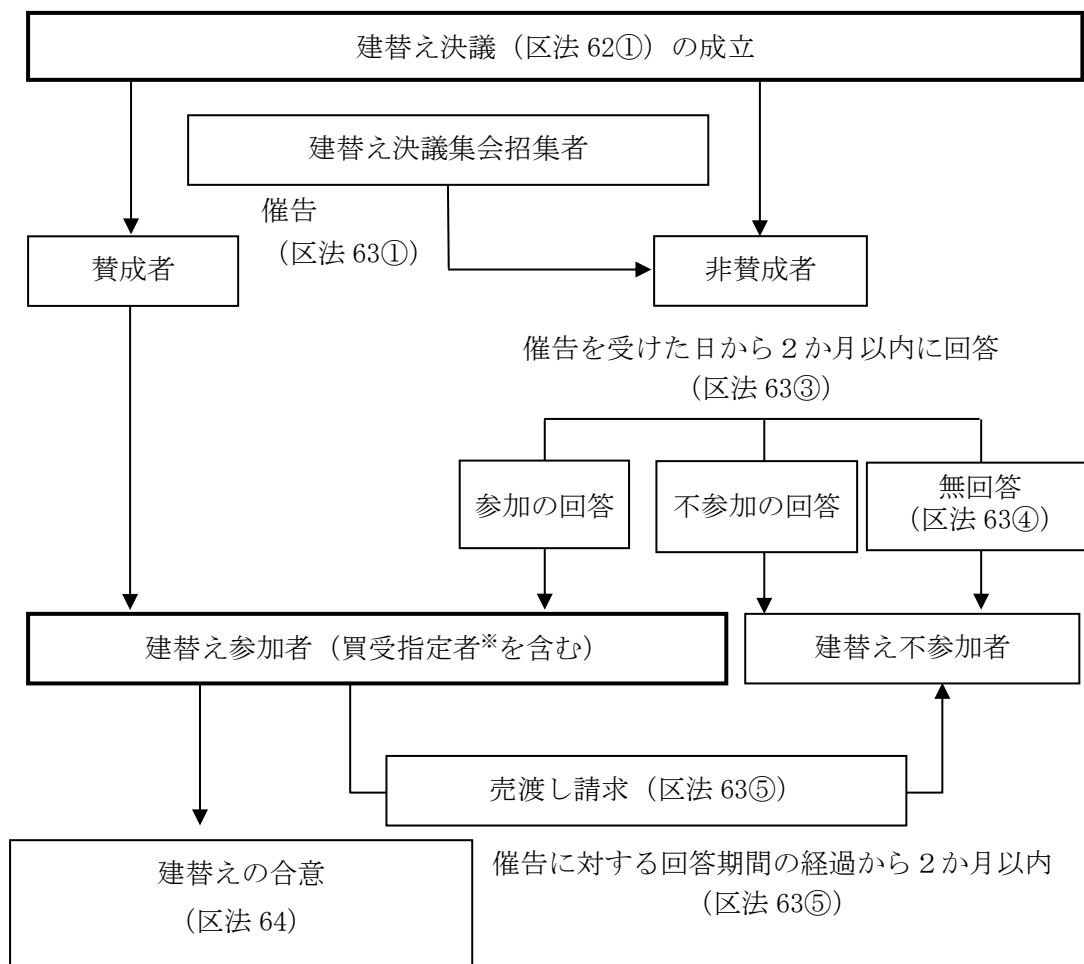 建替え決議（区法 62①）の成立
建替え決議集会招集者
催告
（区法 63①）
賛成者
非賛成者
催告を受けた日から２か月以内に回答
（区法 63③）
参加の回答
不参加の回答
無回答
（区法 63④）
建替え参加者（買受指定者※を含む）
建替え不参加者
売渡し請求（区法 63⑤）
建替えの合意
（区法 64）
催告に対する回答期間の経過から２か月以内
（区法 63⑤）